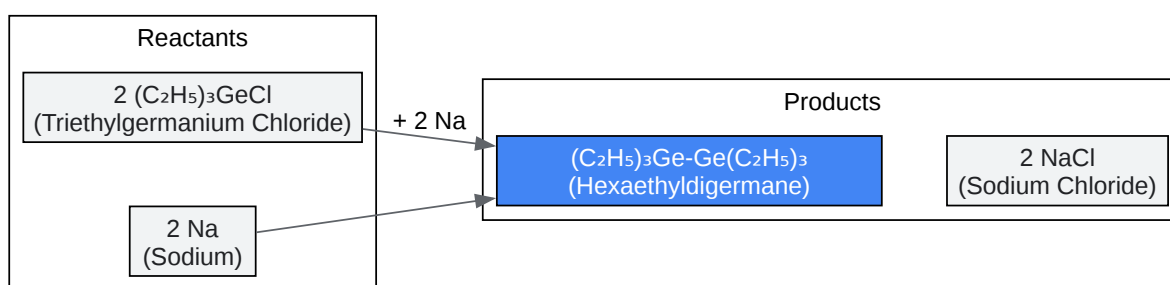 Reactants
2 (C₂H₅)₃GeCl
(Triethylgermanium Chloride)
+ 2 Na
2 Na
(Sodium)
Products
(C₂H₅)₃Ge-Ge(C₂H₅)₃
(Hexaethyldigermane)
2 NaCl
(Sodium Chloride)